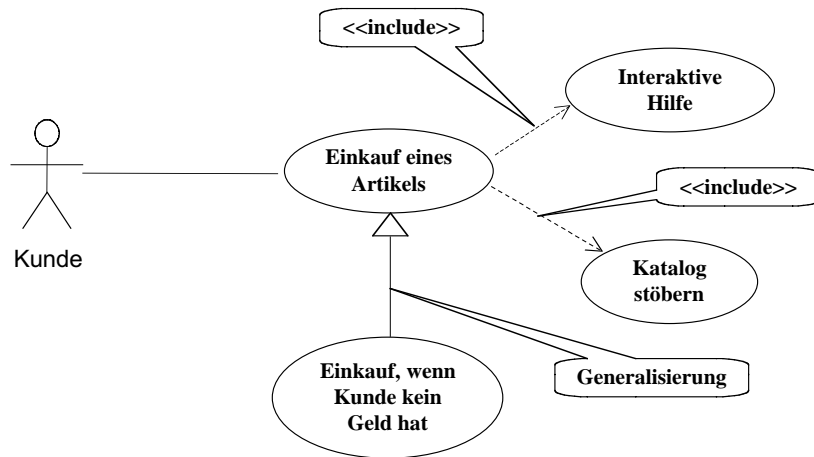 <<include>>
Interaktive
Hilfe
Einkauf eines
Artikels
<<include>>
Kunde
Katalog
stöbern
Einkauf, wenn
Kunde kein
Geld hat
Generalisierung